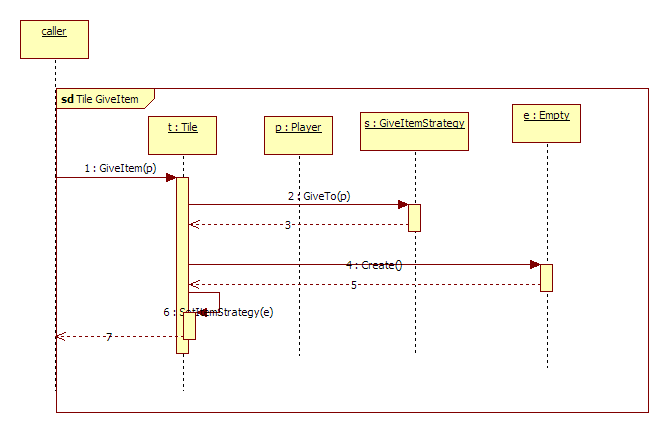 caller
sd Tile GiveItem
e : Empty
s : GiveItemStrategy
t : Tile
p : Player
1 : GiveItem(p)
2 : GiveTo(p)
3
4 : Create()
5
6 : SetItemStrategy(e)
7